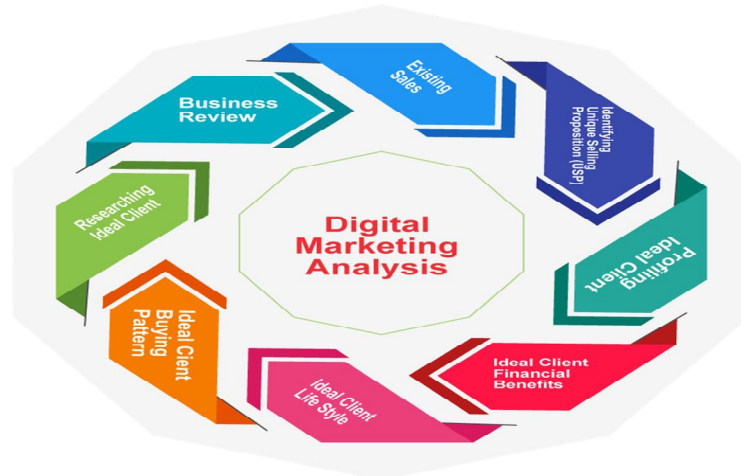 Digital
Marketing
Analysis
Business
Review
Existing
Sales
Identifying
Unique Selling
Proposition (USP)
Profiling
Ideal Client
Ideal Client
Financial
Benefits
Ideal Client
Life Style
Ideal Cient
Buying
Pattern
Researching
Ideal Client